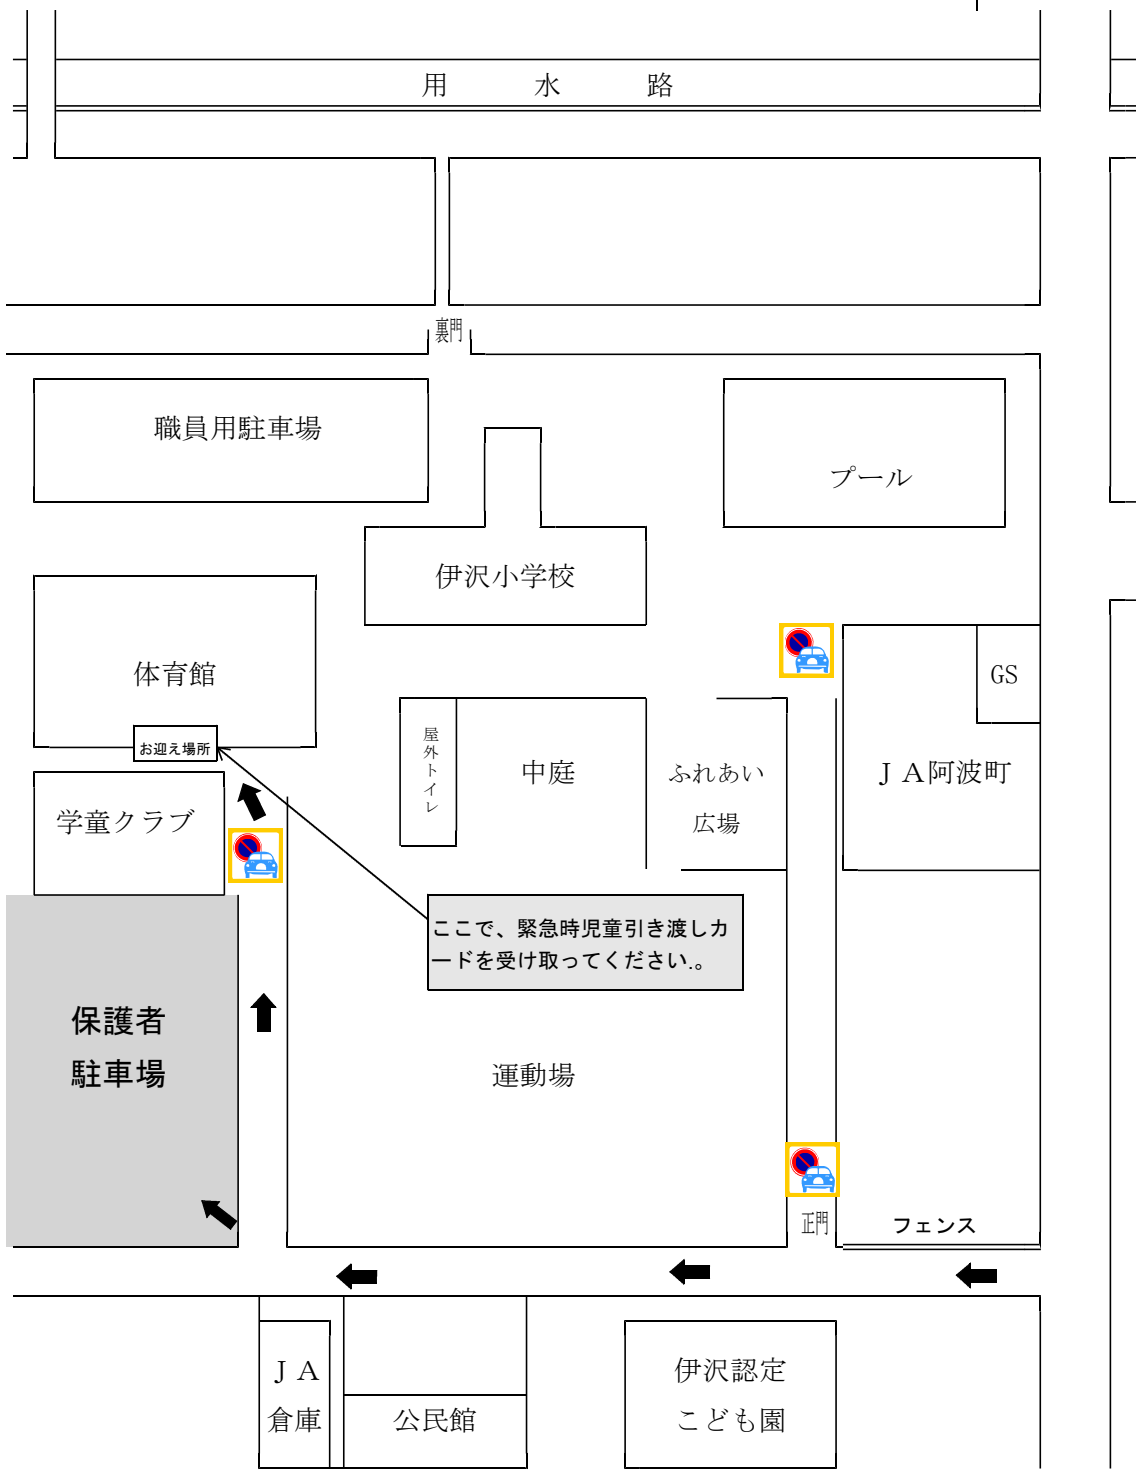 用水路
裏門
職員用駐車場
プール
伊沢小学校
体育館
GS
お迎え場所
屋外トイレ
中庭
ふれあい
広場
ＪＡ阿波町
学童クラブ
ここで、緊急時児童引き渡しカ
ードを受け取ってください.。
保護者
駐車場
運動場
正門
フェンス
ＪＡ
倉庫
公民館
伊沢認定
こども園